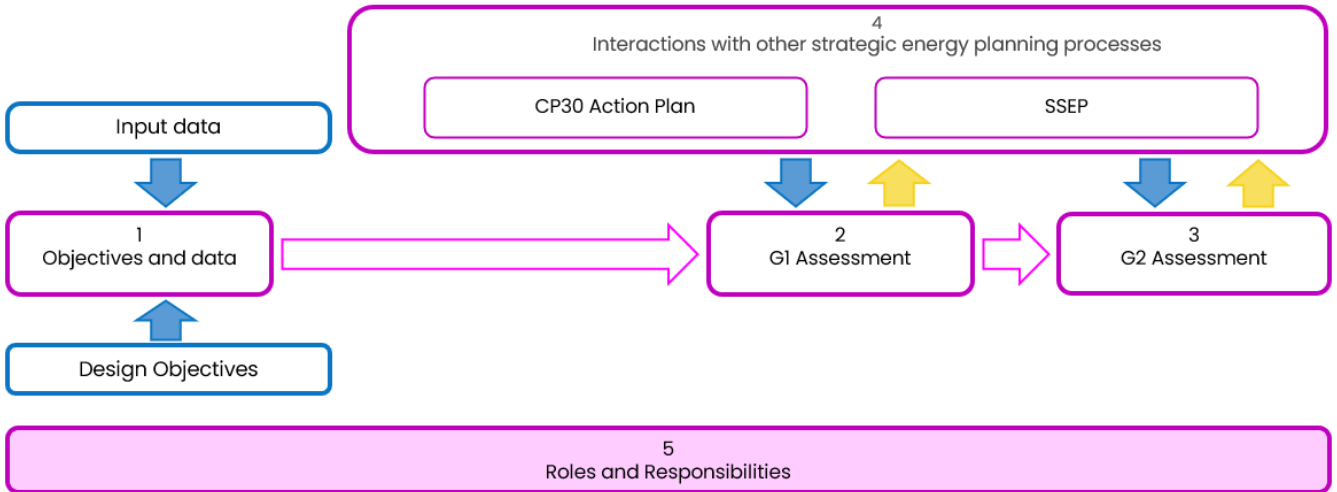 4
Interactions with other strategic energy planning processes
CP30 Action Plan
SSEP
Input data
1
Objectives and data
2
G1 Assessment
3
G2 Assessment
Design Objectives
5
Roles and Responsibilities